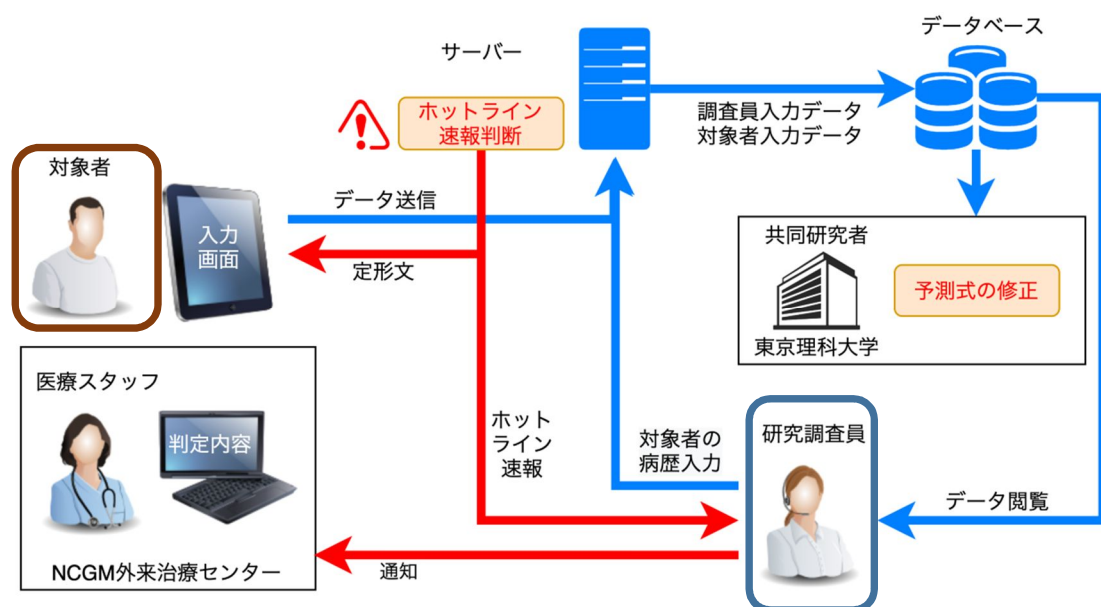 データベース
サーバー
ホットライン
速報判断
調査員入力データ
対象者入力データ
対象者
データ送信
入力
画面
定形文
共同研究者
予測式の修正
東京理科大学
医療スタッフ
判定内容
NCGM外来治療センター
ホット
ライン
速報
対象者の
病歴入力
研究調査員
データ閲覧
通知